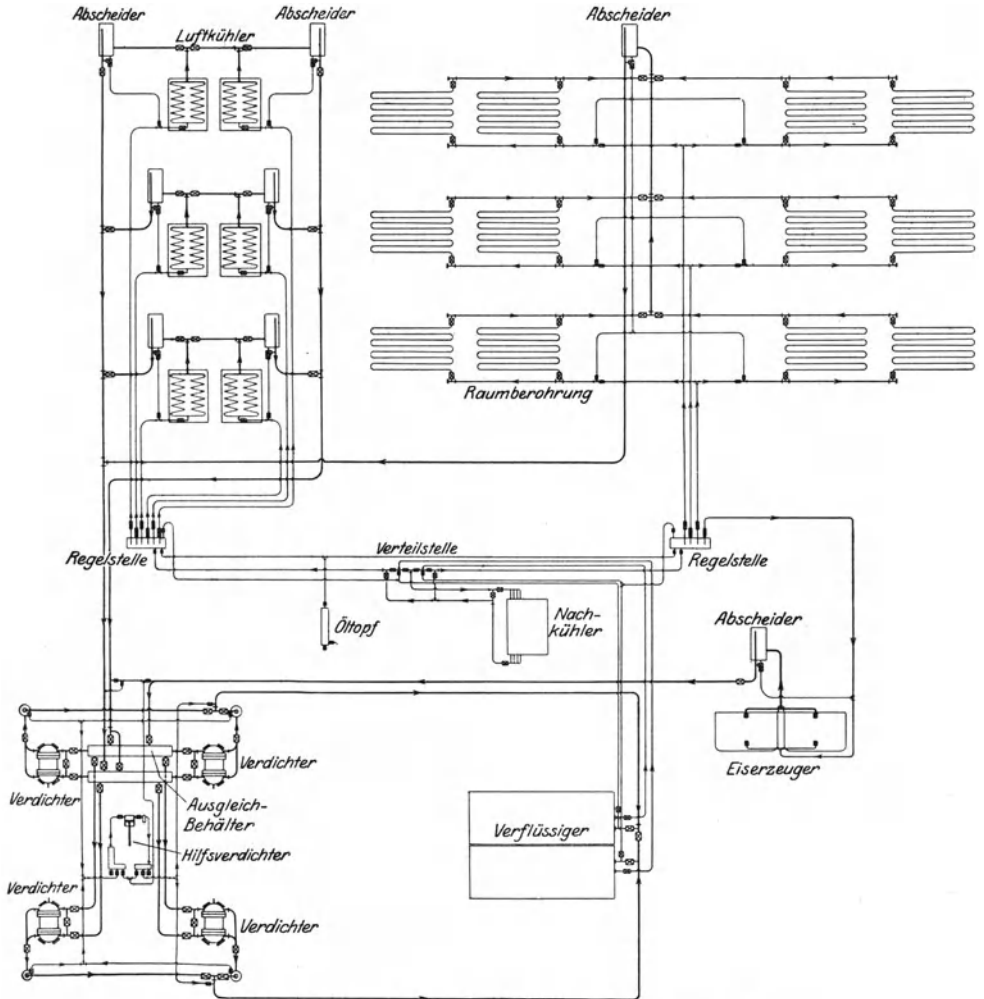 Abscheider
Abscheider
Abscheider
Luftkühler
Raumberohrung
Regelstelle
Verteilstelle
Regelstelle
Öltopf
Nach-
kühler
Abscheider
Eiserzeuger
Verdichter
Verdichter
Ausgleich-
Behälter
Hilfsverdichter
Verflüssiger
Verdichter
Verdichter